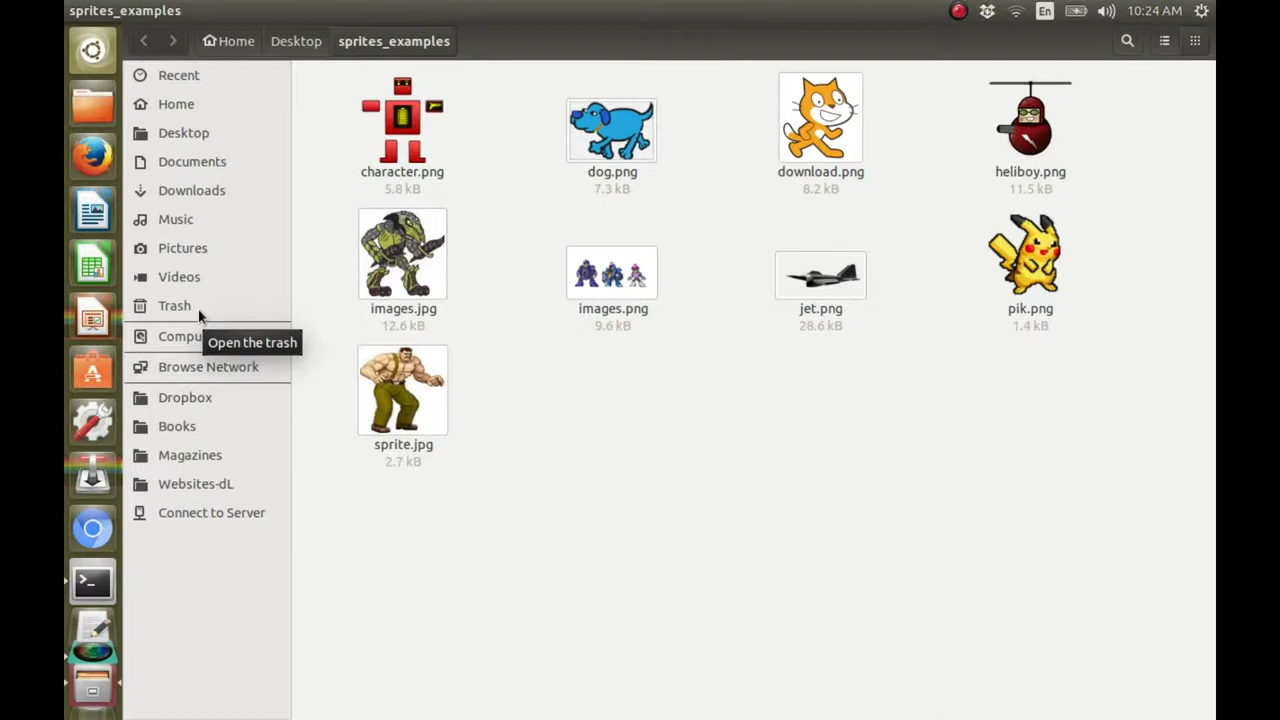 sprites_examples
En
10:24 AM
Home
Desktop
sprites_examples
Recent
Home
Desktop
Documents
Downloads
Music
Pictures
Videos
Trash
Compu
Open the trash
Browse Network
Dropbox
Books
Magazines
Websites-dL
Connect to Server
character.png
5.8 kB
dog.png
7.3 kB
download.png
8.2 kB
heliboy.png
11.5 kB
images.jpg
12.6 kB
images.png
9.6 kB
jet.png
28.6 kB
pik.png
1.4 kB
sprite.jpg
2.7 kB